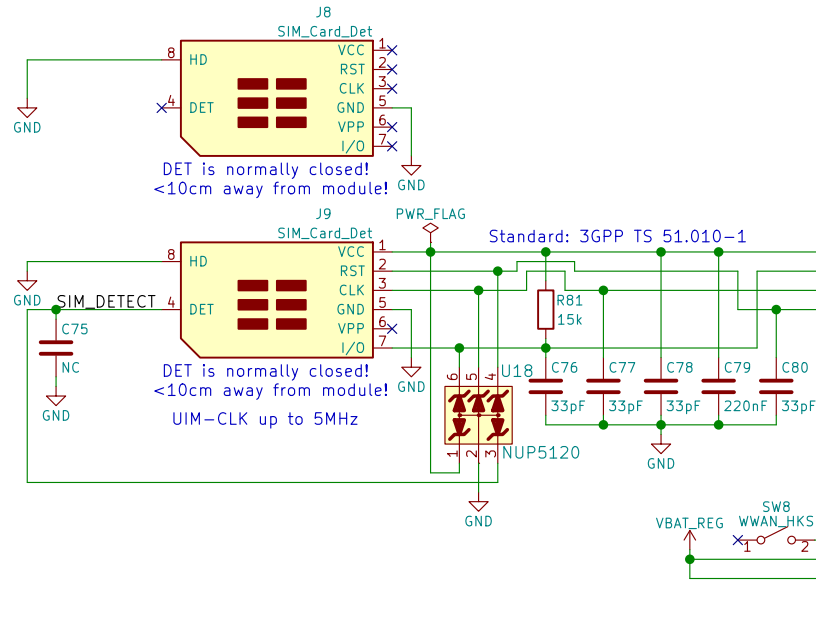 J8
SIM_Card_Det
8 HD
VCC 1
RST 2
CLK 3
4 DET
GND 5
VPP 6
I/O 7
GND
DET is normally closed!
<10cm away from module!
GND
J9
SIM_Card_Det
PWR_FLAG
Standard: 3GPP TS 51.010-1
8 HD
VCC 1
RST 2
CLK 3
GND
SIM_DETECT
4 DET
GND 5
VPP 6
I/O 7
R81
15k
C75
NC
GND
DET is normally closed!
<10cm away from module!
UIM-CLK up to 5MHz
GND
U18
6 5 4
1 2 3
NUP5120
C76
33pF
C77
33pF
C78
33pF
C79
220nF
C80
33pF
GND
GND
VBAT_REG
SW8
WWAN_HKS
1 2